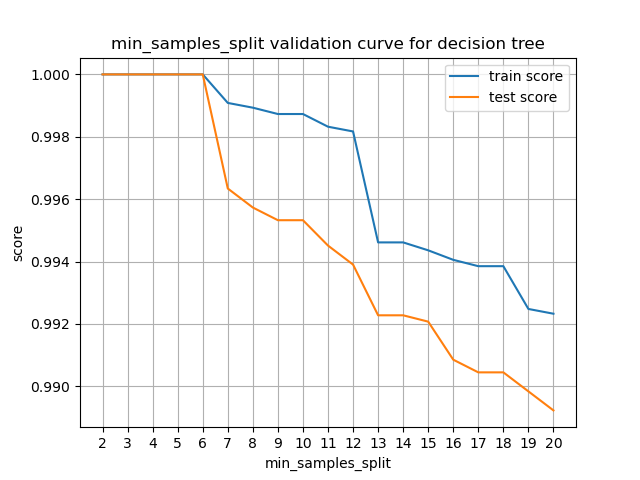 min_samples_split validation curve for decision tree
train score
test score
1.000
0.998
0.996
0.994
0.992
0.990
score
2 3 4 5 6 7 8 9 10 11 12 13 14 15 16 17 18 19 20
min_samples_split